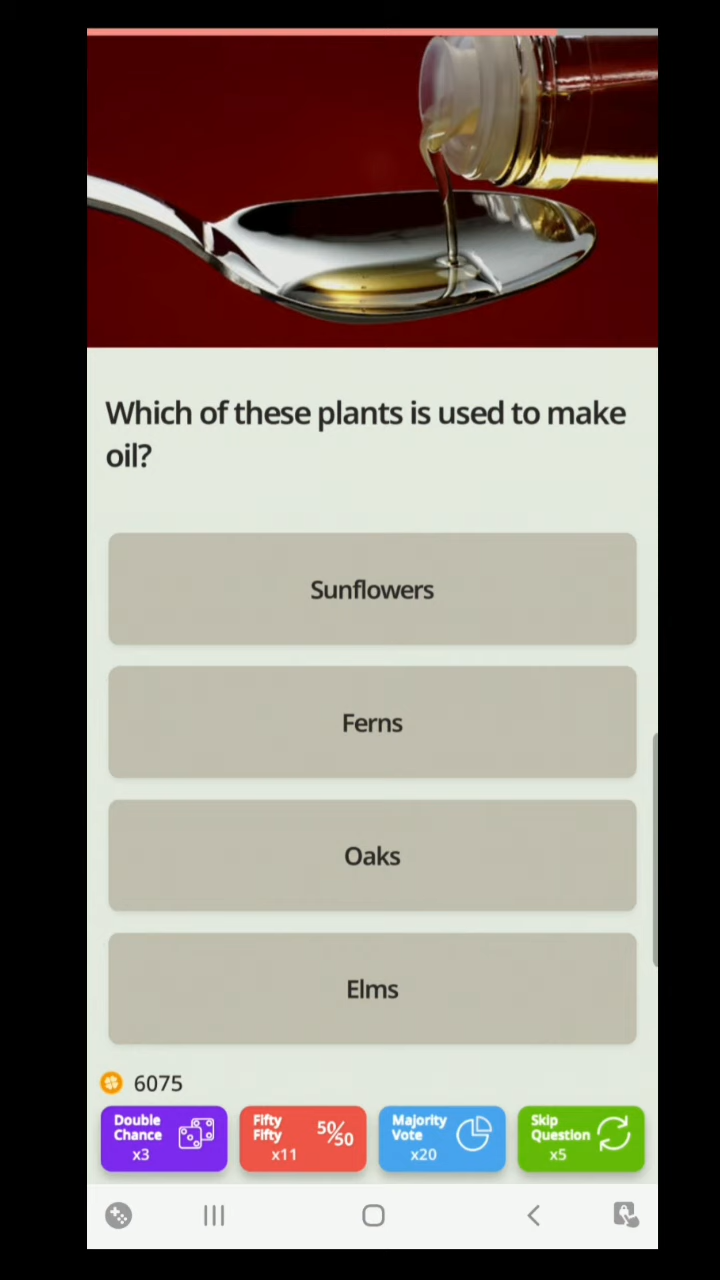 Which of these plants is used to make
oil?
Sunflowers
Ferns
Oaks
Elms
6075
Double
Chance
x3
Fifty
Fifty
x11
5%50
Majority
Vote
x20
Skip
Question
x5